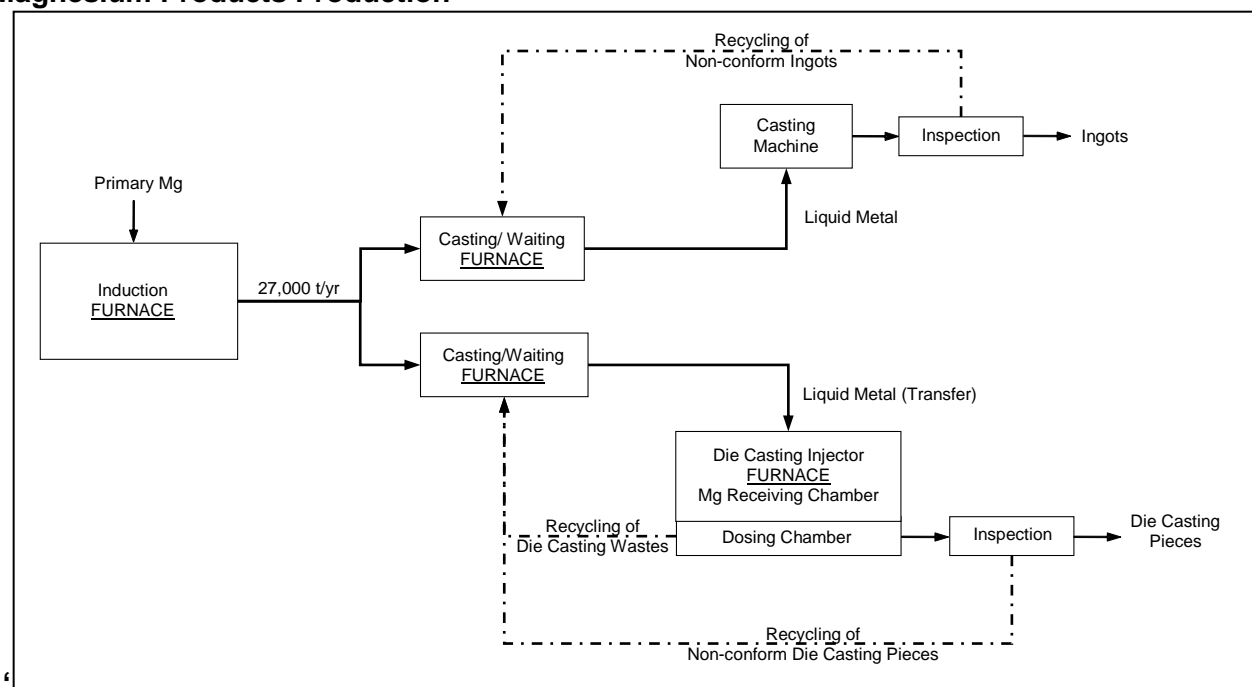 Magnesium Products Production
Recycling of
Non-conform Ingots
Casting
Machine
Inspection
Ingots
Primary Mg
Liquid Metal
Casting/ Waiting
FURNACE
Induction
FURNACE
27,000 t/yr
Casting/Waiting
FURNACE
Liquid Metal (Transfer)
Die Casting Injector
FURNACE
Mg Receiving Chamber
Recycling of
Die Casting Wastes
Dosing Chamber
Inspection
Die Casting
Pieces
Recycling of
Non-conform Die Casting Pieces
‘